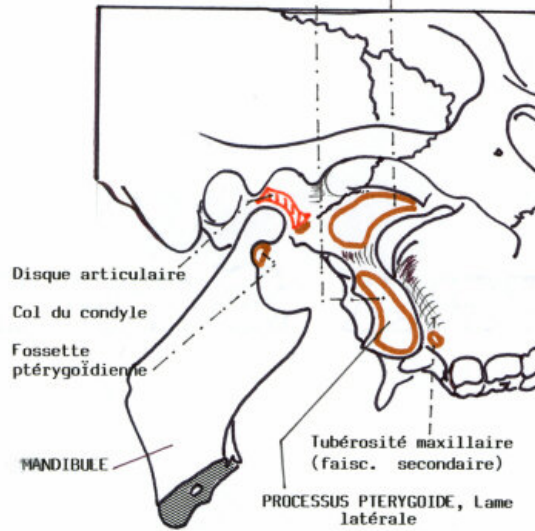 Disque articulaire
Col du condyle
Fossette
ptérygoïdienne
MANDIBULE
Tubérosité maxillaire
(faisc. secondaire)
PROCESSUS PTERYGOIDE, Lame
latérale